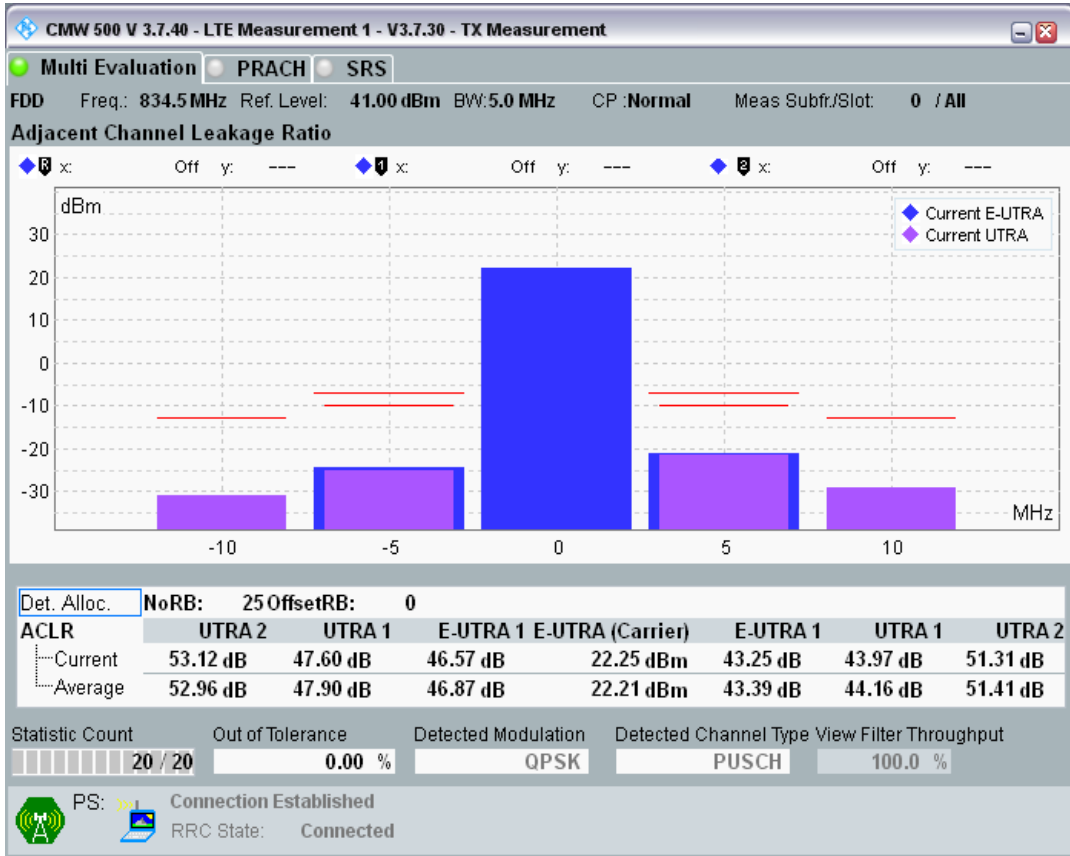 CMW 500 V 3.7.40 - LTE Measurement 1 - V3.7.30 - TX Measurement
Multi Evaluation PRACH SRS
FDD Freq.: 834.5 MHz Ref. Level: 41.00 dBm BW: 5.0 MHz CP : Normal Meas Subfr./Slot: 0 / All
Adjacent Channel Leakage Ratio
R x: Off y: --- 1 x: Off y: --- 2 x: Off y: ---
dBm
Current E-UTRA
Current UTRA
30
20
10
0
-10
-20
-30
MHz
-10 -5 0 5 10
Det. Alloc. NoRB: 25 OffsetRB: 0
ACLR UTRA 2 UTRA 1 E-UTRA 1 E-UTRA (Carrier) E-UTRA 1 UTRA 1 UTRA 2
Current 53.12 dB 47.60 dB 46.57 dB 22.25 dBm 43.25 dB 43.97 dB 51.31 dB
Average 52.96 dB 47.90 dB 46.87 dB 22.21 dBm 43.39 dB 44.16 dB 51.41 dB
Statistic Count Out of Tolerance Detected Modulation Detected Channel Type View Filter Throughput
20 / 20 0.00 % QPSK PUSCH 100.0 %
PS: Connection Established
RRC State: Connected